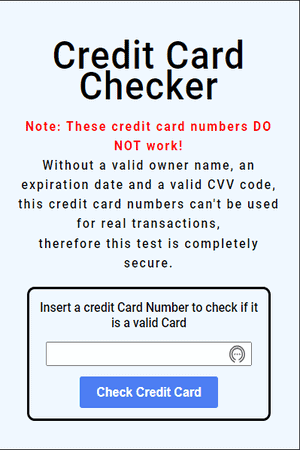 Credit Card
Checker
Note: These credit card numbers DO
NOT work!
Without a valid owner name, an
expiration date and a valid CVV code,
this credit card numbers can't be used
for real transactions,
therefore this test is completely
secure.
Insert a credit Card Number to check if it
is a valid Card
Check Credit Card